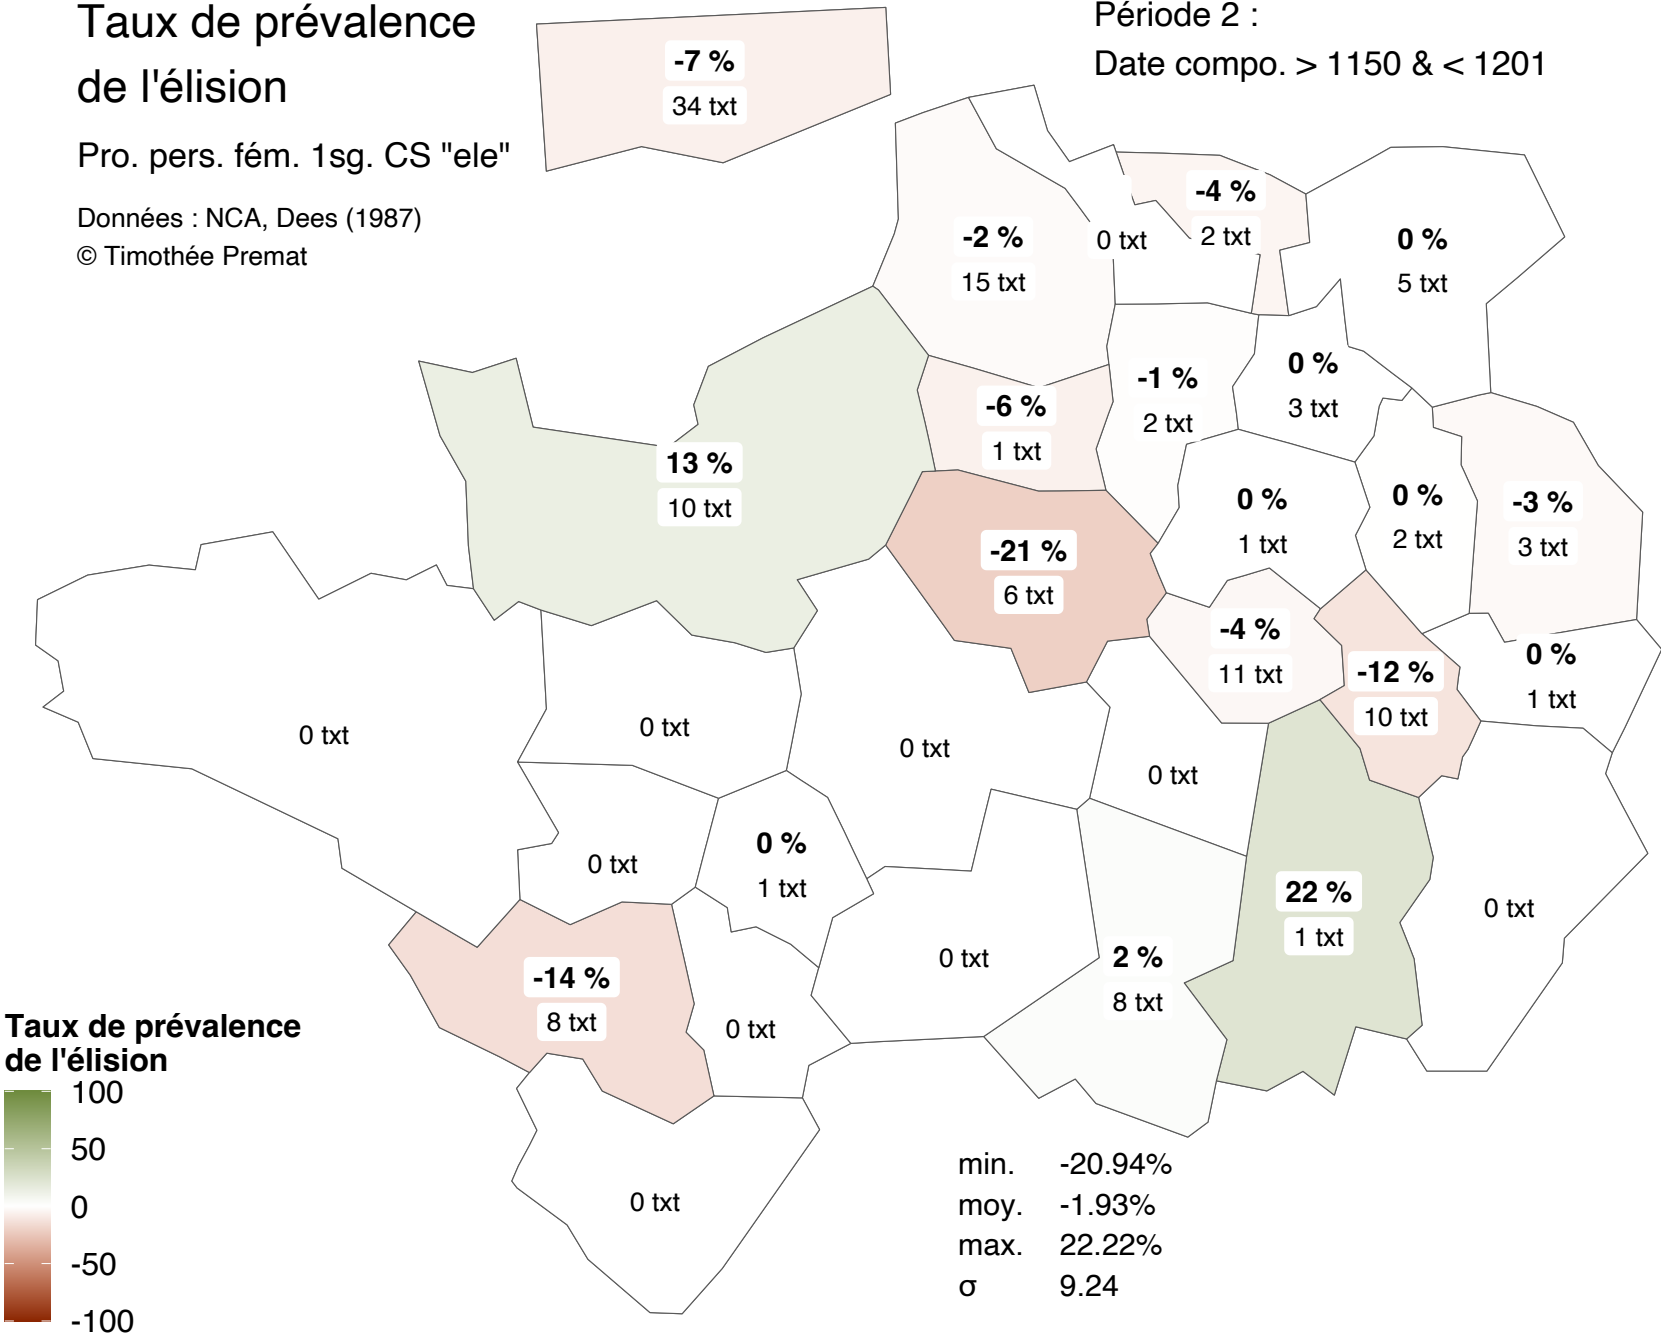 Taux de prévalence
de l'élision
Pro. pers. fém. 1sg. CS "ele"
Données : NCA, Dees (1987)
© Timothée Premat
Période 2 :
Date compo. > 1150 & < 1201
-7 %
34 txt
-4 %
2 txt
-2 %
15 txt
0 txt
0 %
5 txt
-1 %
2 txt
0 %
3 txt
-6 %
1 txt
13 %
10 txt
0 %
1 txt
0 %
2 txt
-3 %
3 txt
-21 %
6 txt
-4 %
11 txt
-12 %
10 txt
0 %
1 txt
0 txt
0 txt
0 txt
0 txt
0 txt
0 %
1 txt
22 %
1 txt
0 txt
0 txt
2 %
8 txt
-14 %
8 txt
0 txt
0 txt
Taux de prévalence
de l'élision
100
50
0
-50
-100
min. -20.94%
moy. -1.93%
max. 22.22%
σ 9.24